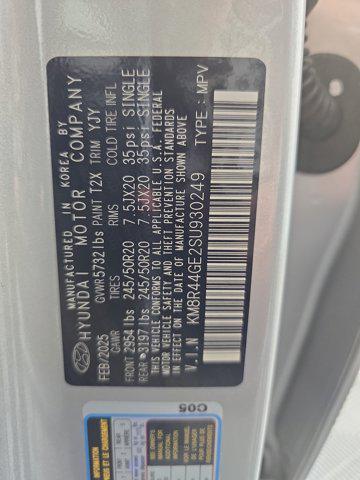 MANUFACTURED IN KOREA BY
HYUNDAI MOTOR COMPANY
FEB/2025 GVWR 5732 lbs PAINT T2X TRIM YJY
GAWR TIRES RIMS COLD TIRE INFL
FRONT 2954 lbs 245/50R20 7.5JX20 35psi SINGLE
REAR 3197 lbs 245/50R20 7.5JX20 35psi SINGLE
THIS VEHICLE CONFORMS TO ALL APPLICABLE U.S.A. FEDERAL
MOTOR VEHICLE SAFETY AND THEFT PREVENTION STANDARDS
IN EFFECT ON THE DATE OF MANUFACTURE SHOWN ABOVE.
V.I.N KM8R44GE2SU930249 TYPE : MPV
C05